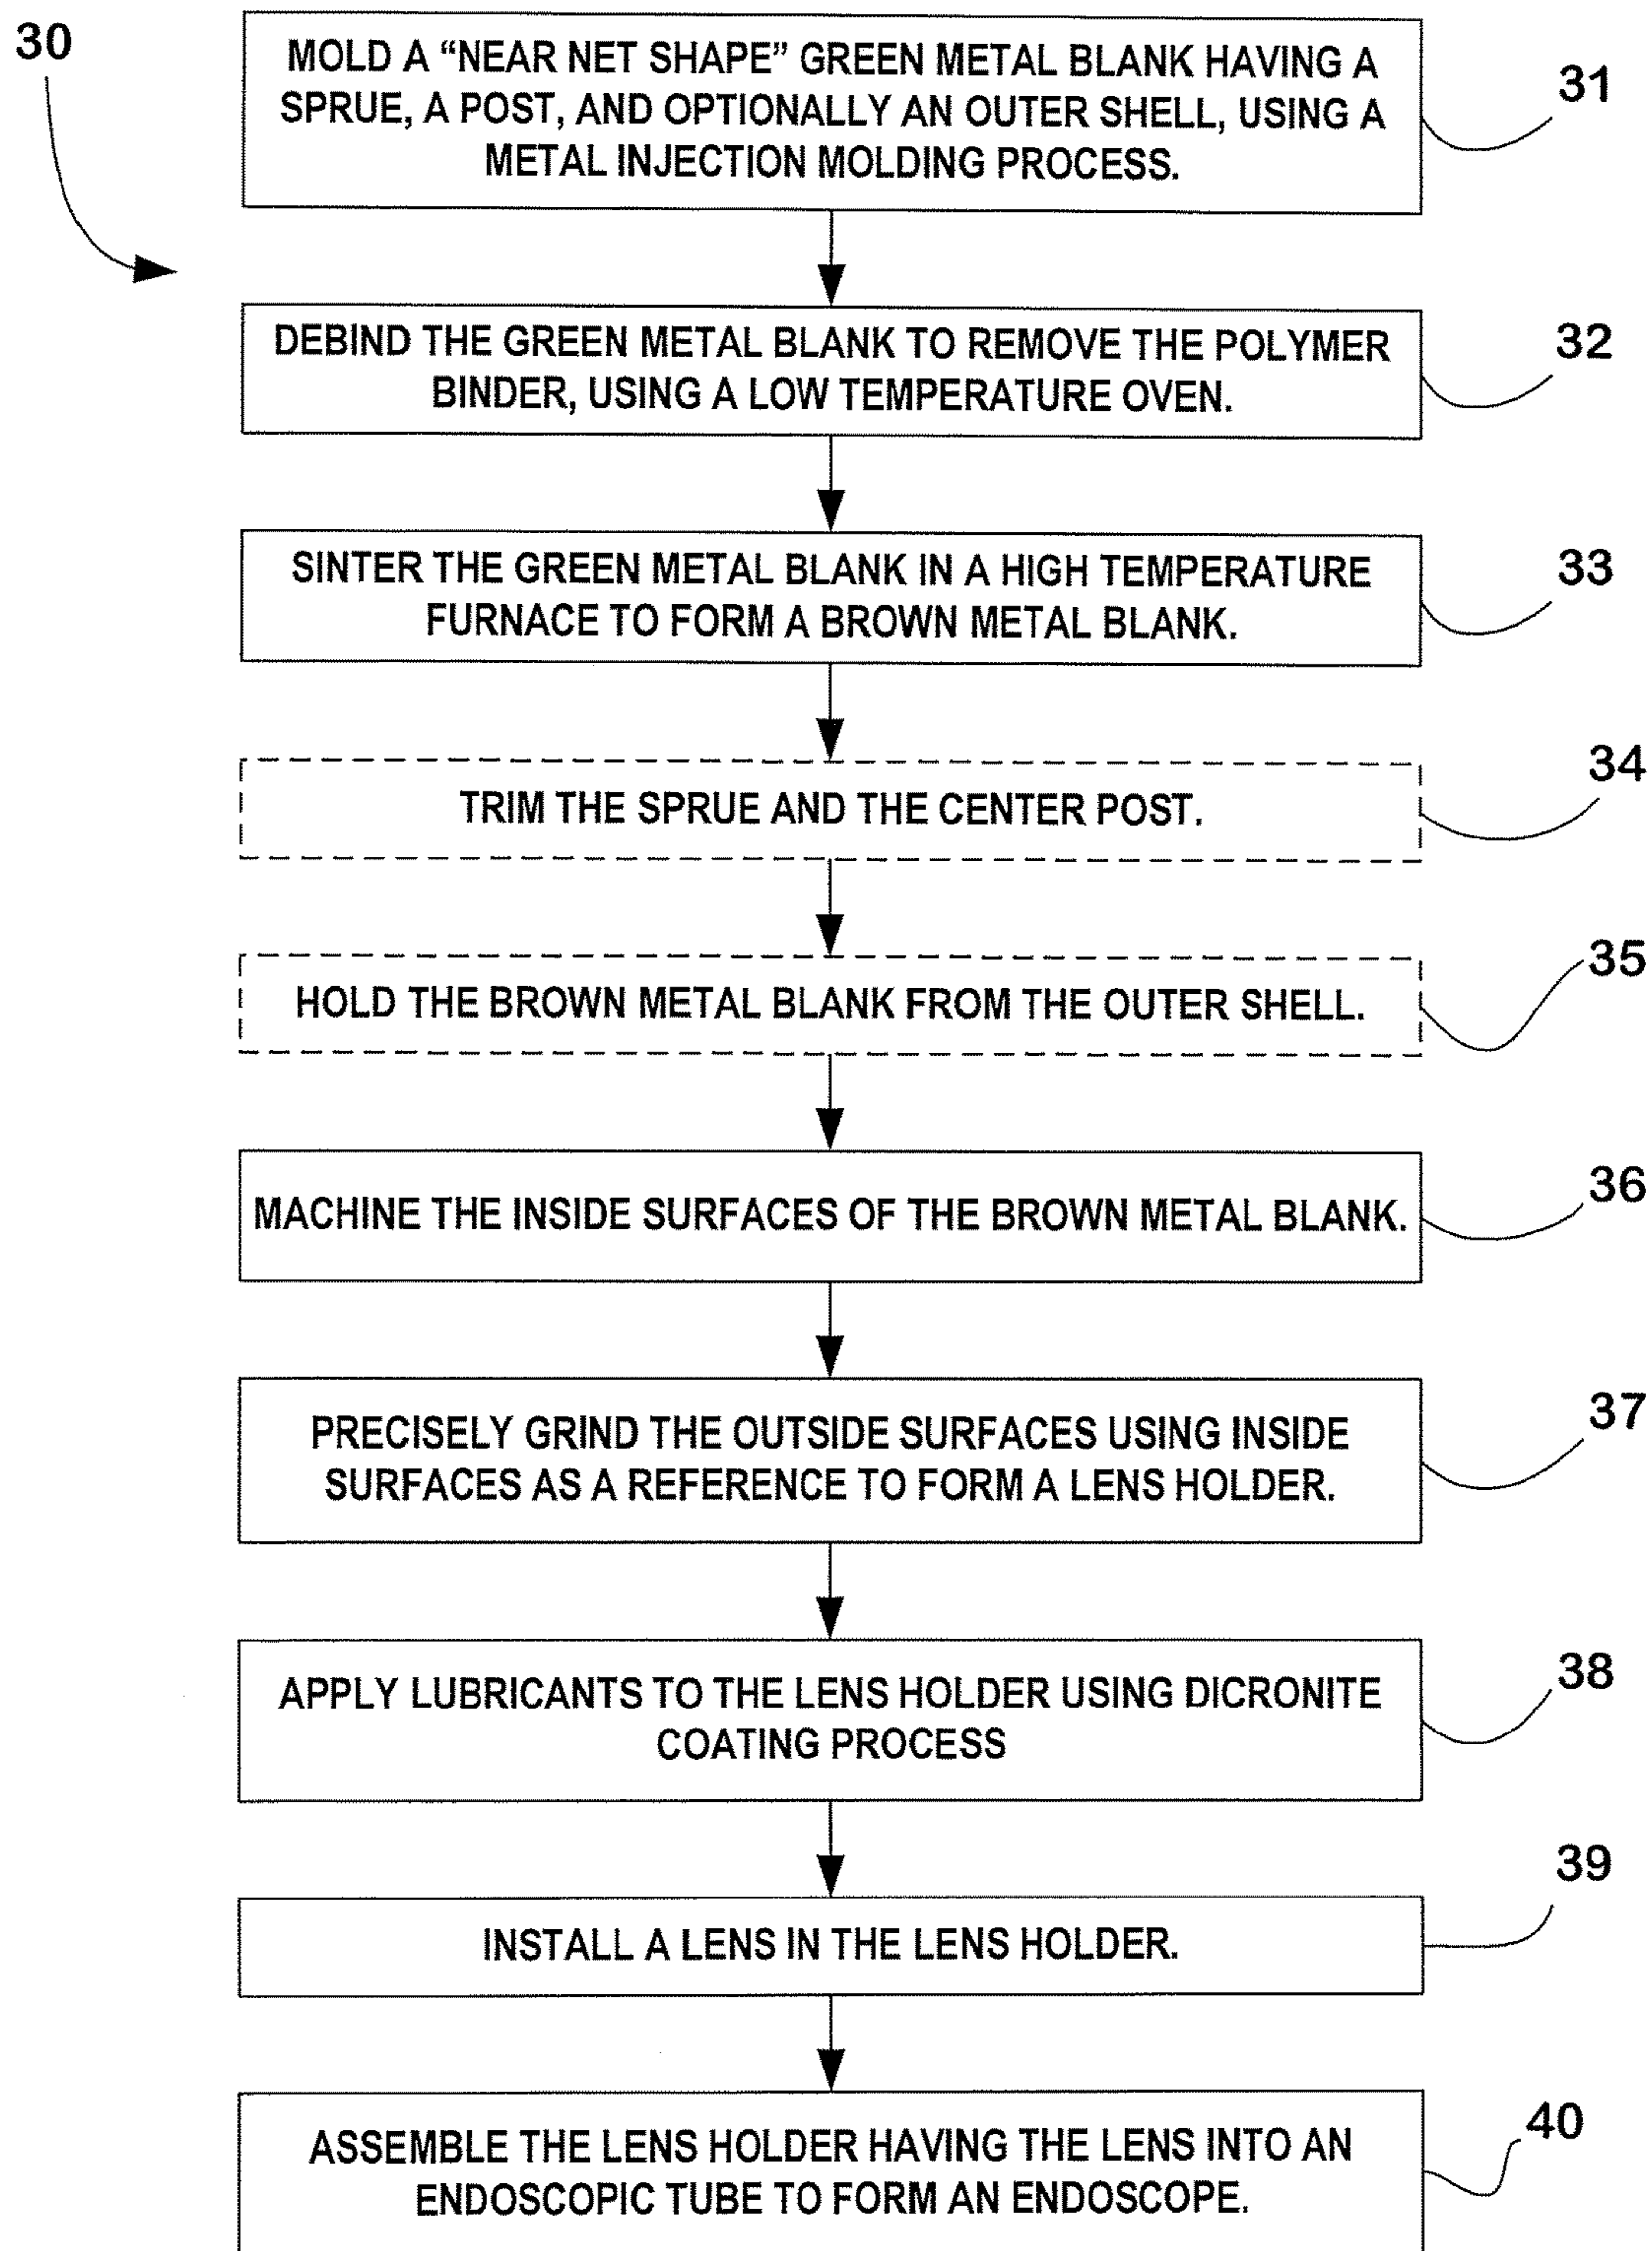 30
MOLD A “NEAR NET SHAPE” GREEN METAL BLANK HAVING A
SPRUE, A POST, AND OPTIONALLY AN OUTER SHELL, USING A
METAL INJECTION MOLDING PROCESS.
31
DEBIND THE GREEN METAL BLANK TO REMOVE THE POLYMER
BINDER, USING A LOW TEMPERATURE OVEN.
32
SINTER THE GREEN METAL BLANK IN A HIGH TEMPERATURE
FURNACE TO FORM A BROWN METAL BLANK.
33
TRIM THE SPRUE AND THE CENTER POST.
34
HOLD THE BROWN METAL BLANK FROM THE OUTER SHELL.
35
MACHINE THE INSIDE SURFACES OF THE BROWN METAL BLANK.
36
PRECISELY GRIND THE OUTSIDE SURFACES USING INSIDE
SURFACES AS A REFERENCE TO FORM A LENS HOLDER.
37
APPLY LUBRICANTS TO THE LENS HOLDER USING DICRONITE
COATING PROCESS
38
INSTALL A LENS IN THE LENS HOLDER.
39
ASSEMBLE THE LENS HOLDER HAVING THE LENS INTO AN
ENDOSCOPIC TUBE TO FORM AN ENDOSCOPE.
40